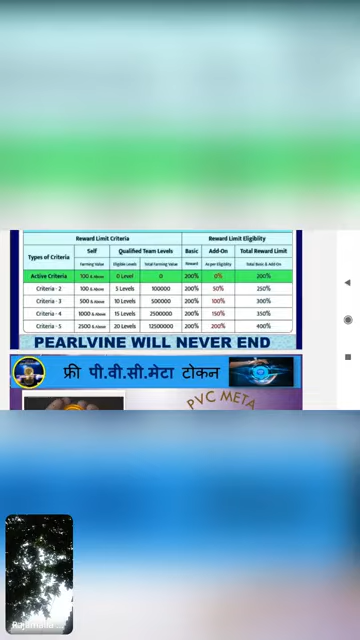 Reward Limit Criteria Reward Limit Eligiblity
Types of Criteria Self Qualified Team Levels Basic Add-On Total Reward Limit
Farming Value Eligible Levels Total Farming Value Reward As per Eligiblity Total Basic & Add-On
Active Criteria 100 & Above 0 Level 0 200% 0% 200%
Criteria - 2 100 & Above 5 Levels 100000 200% 50% 250%
Criteria - 3 500 & Above 10 Levels 500000 200% 100% 300%
Criteria - 4 1000 & Above 15 Levels 2500000 200% 150% 350%
Criteria - 5 2500 & Above 20 Levels 12500000 200% 200% 400%
PEARLVINE WILL NEVER END
फ्री पी.वी.सी.मेटा टोकन
PVC META